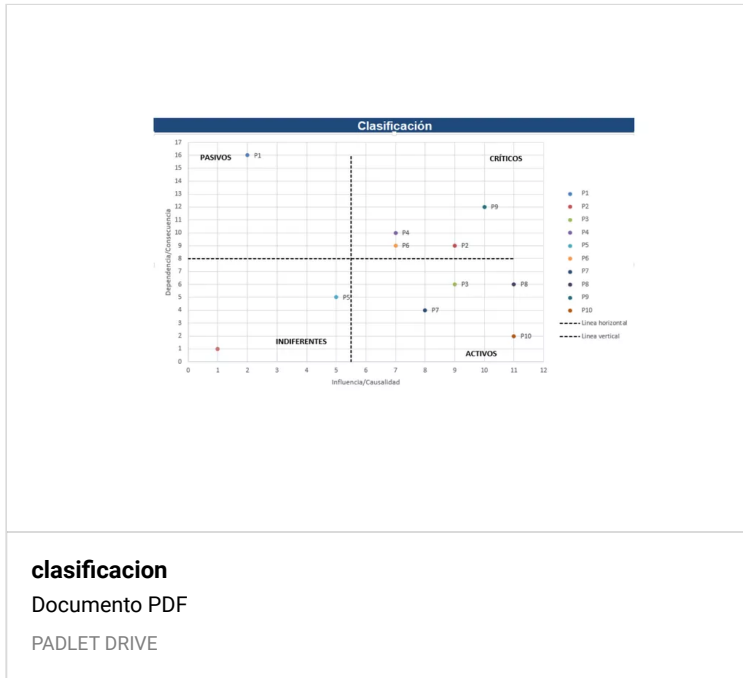 Clasificación
17
16
15
14
13
12
11
10
9
8
7
6
5
4
3
2
1
0
Dependencia/Consecuencia
PASIVOS
P1
CRÍTICOS
P9
P4
P6
P2
P3
P8
P5
P7
INDIFERENTES
P10
ACTIVOS
0 1 2 3 4 5 6 7 8 9 10 11 12
Influencia/Causalidad
P1
P2
P3
P4
P5
P6
P7
P8
P9
P10
Linea horizontal
Linea vertical
clasificacion
Documento PDF
PADLET DRIVE